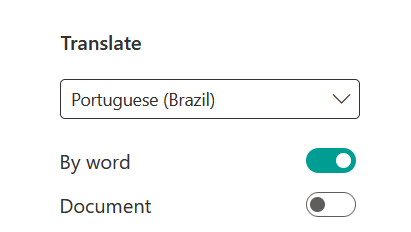 Translate
Portuguese (Brazil)
By word
Document